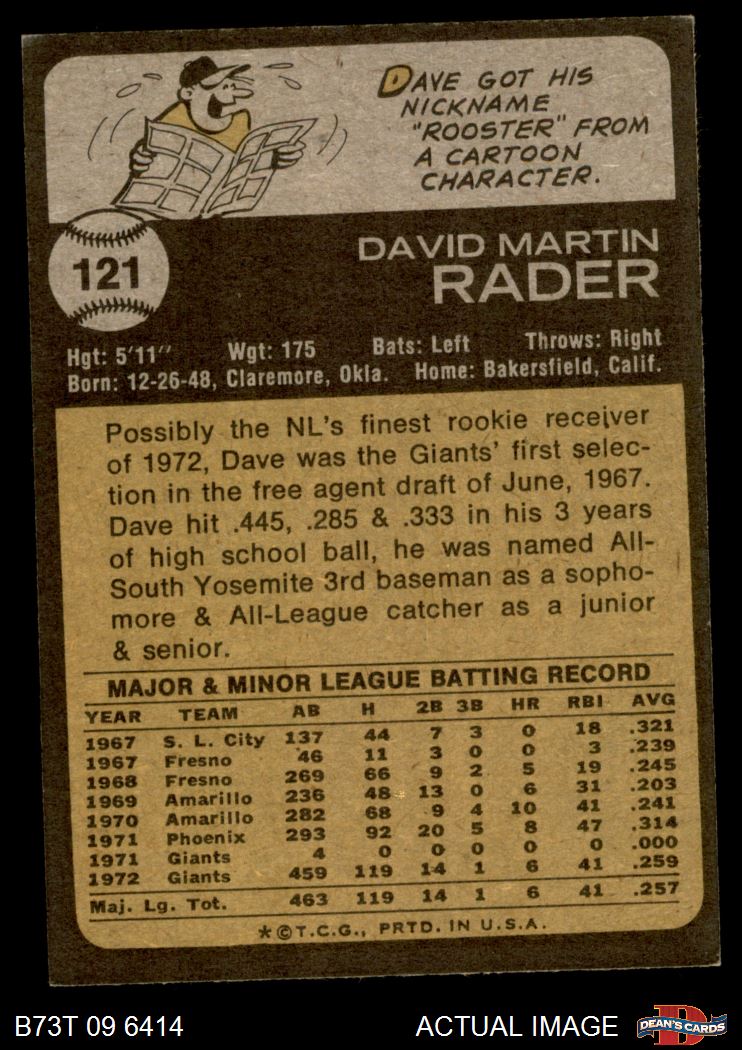 DAVE GOT HIS
NICKNAME
"ROOSTER" FROM
A CARTOON
CHARACTER.
121
DAVID MARTIN
RADER
Hgt: 5'11" Wgt: 175 Bats: Left Throws: Right
Born: 12-26-48, Claremore, Okla. Home: Bakersfield, Calif.
Possibly the NL's finest rookie receiver
of 1972, Dave was the Giants' first selec-
tion in the free agent draft of June, 1967.
Dave hit .445, .285 & .333 in his 3 years
of high school ball, he was named All-
South Yosemite 3rd baseman as a sopho-
more & All-League catcher as a junior
& senior.
MAJOR & MINOR LEAGUE BATTING RECORD
YEAR TEAM AB H 2B 3B HR RBI AVG
1967 S. L. City 137 44 7 3 0 18 .321
1967 Fresno 46 11 3 0 0 3 .239
1968 Fresno 269 66 9 2 5 19 .245
1969 Amarillo 236 48 13 0 6 31 .203
1970 Amarillo 282 68 9 4 10 41 .241
1971 Phoenix 293 92 20 5 8 47 .314
1971 Giants 4 0 0 0 0 0 .000
1972 Giants 459 119 14 1 6 41 .259
Maj. Lg. Tot. 463 119 14 1 6 41 .257
*©T.C.G., PRTD. IN U.S.A.
B73T 09 6414 ACTUAL IMAGE DEAN'S CARDS